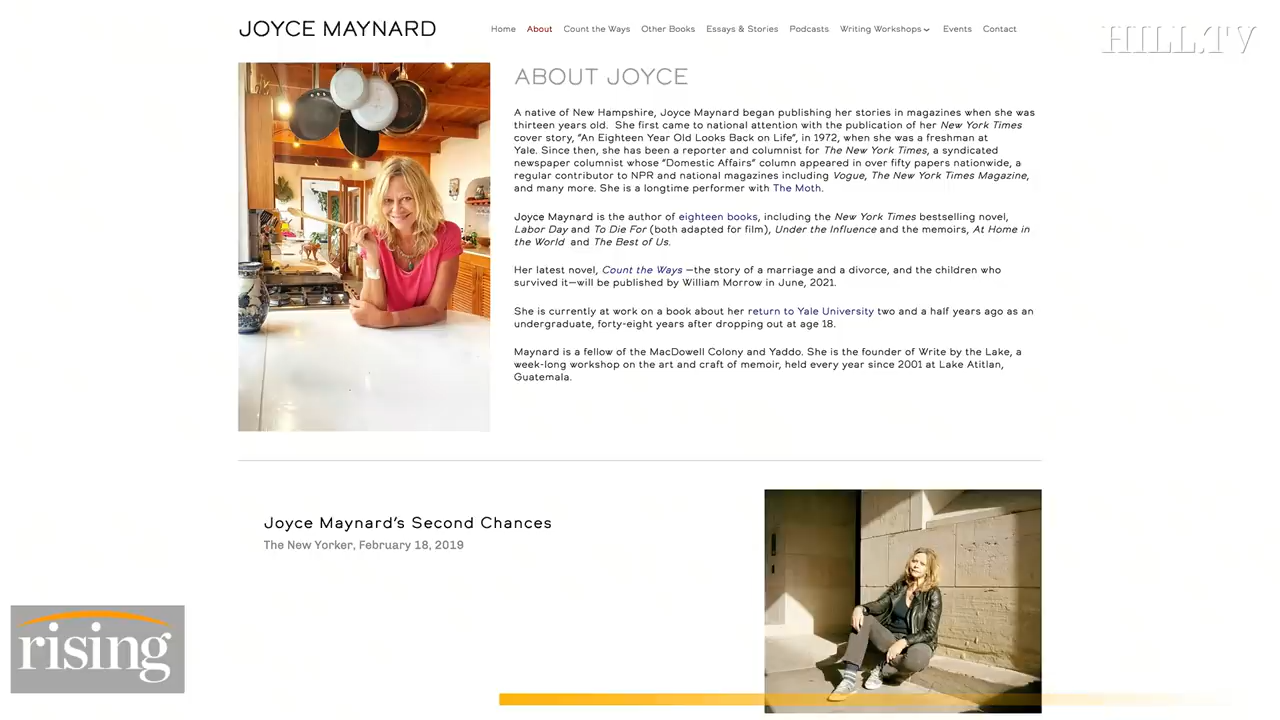 JOYCE MAYNARD
Home About Count the Ways Other Books Essays & Stories Podcasts Writing Workshops Events Contact
HILL.TV
ABOUT JOYCE
A native of New Hampshire, Joyce Maynard began publishing her stories in magazines when she was
thirteen years old. She first came to national attention with the publication of her New York Times
cover story, “An Eighteen Year Old Looks Back on Life”, in 1972, when she was a freshman at
Yale. Since then, she has been a reporter and columnist for The New York Times, a syndicated
newspaper columnist whose “Domestic Affairs” column appeared in over fifty papers nationwide, a
regular contributor to NPR and national magazines including Vogue, The New York Times Magazine,
and many more. She is a longtime performer with The Moth.
Joyce Maynard is the author of eighteen books, including the New York Times bestselling novel,
Labor Day and To Die For (both adapted for film), Under the Influence and the memoirs, At Home in
the World and The Best of Us.
Her latest novel, Count the Ways —the story of a marriage and a divorce, and the children who
survived it—will be published by William Morrow in June, 2021.
She is currently at work on a book about her return to Yale University two and a half years ago as an
undergraduate, forty-eight years after dropping out at age 18.
Maynard is a fellow of the MacDowell Colony and Yaddo. She is the founder of Write by the Lake, a
week-long workshop on the art and craft of memoir, held every year since 2001 at Lake Atitlan,
Guatemala.
Joyce Maynard’s Second Chances
The New Yorker, February 18, 2019
rising